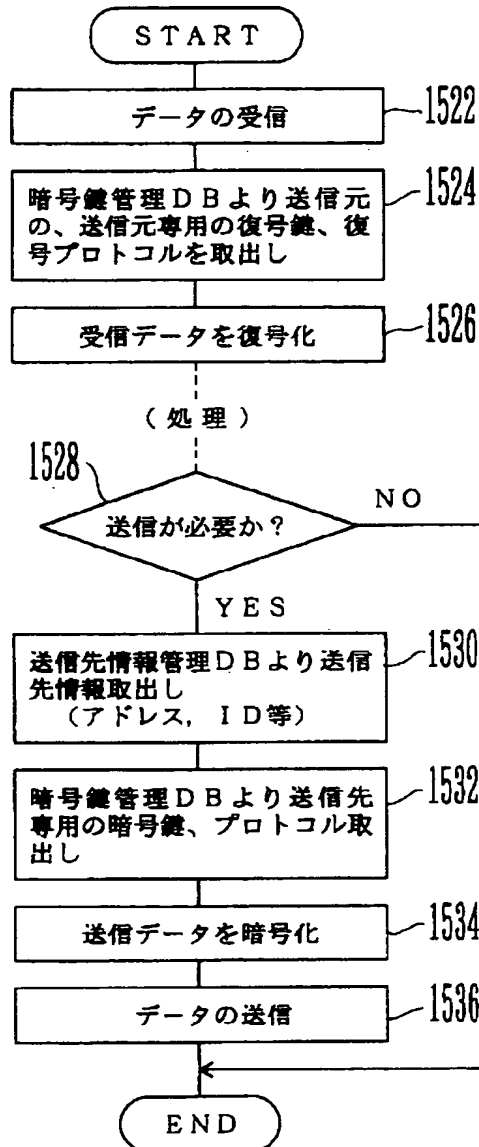 START
データの受信
1522
暗号鍵管理DBより送信元
の、送信元専用の復号鍵、復
号プロトコルを取出し
1524
受信データを復号化
1526
(処理)
1528
送信が必要か?
NO
YES
送信先情報管理DBより送信
先情報取出し
(アドレス, ID等)
1530
暗号鍵管理DBより送信先
専用の暗号鍵、プロトコル取
出し
1532
送信データを暗号化
1534
データの送信
1536
END